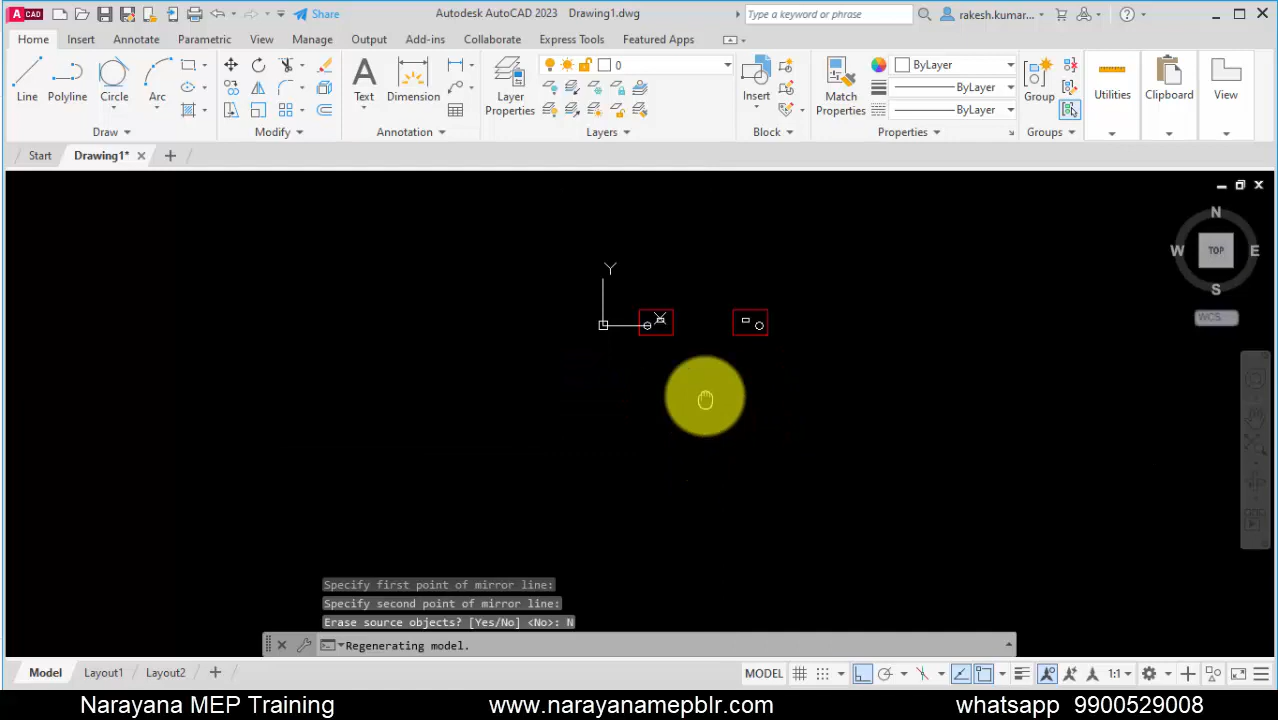 A CAD Share Autodesk AutoCAD 2023 Drawing1.dwg Type a keyword or phrase rakesh.kumar...
Home Insert Annotate Parametric View Manage Output Add-ins Collaborate Express Tools Featured Apps
Line Polyline Circle Arc Text Dimension Layer Properties 0 Insert Match Properties ByLayer Group Utilities Clipboard View
ByLayer
ByLayer
Draw Modify Annotation Layers Block Properties Groups
Start Drawing1*
N
W TOP E
S
WCS
Y
X
Specify first point of mirror line:
Specify second point of mirror line:
Erase source objects? [Yes/No] <No>: N
Regenerating model.
Model Layout1 Layout2 MODEL 1:1
Narayana MEP Training www.narayanamepblr.com whatsapp 9900529008